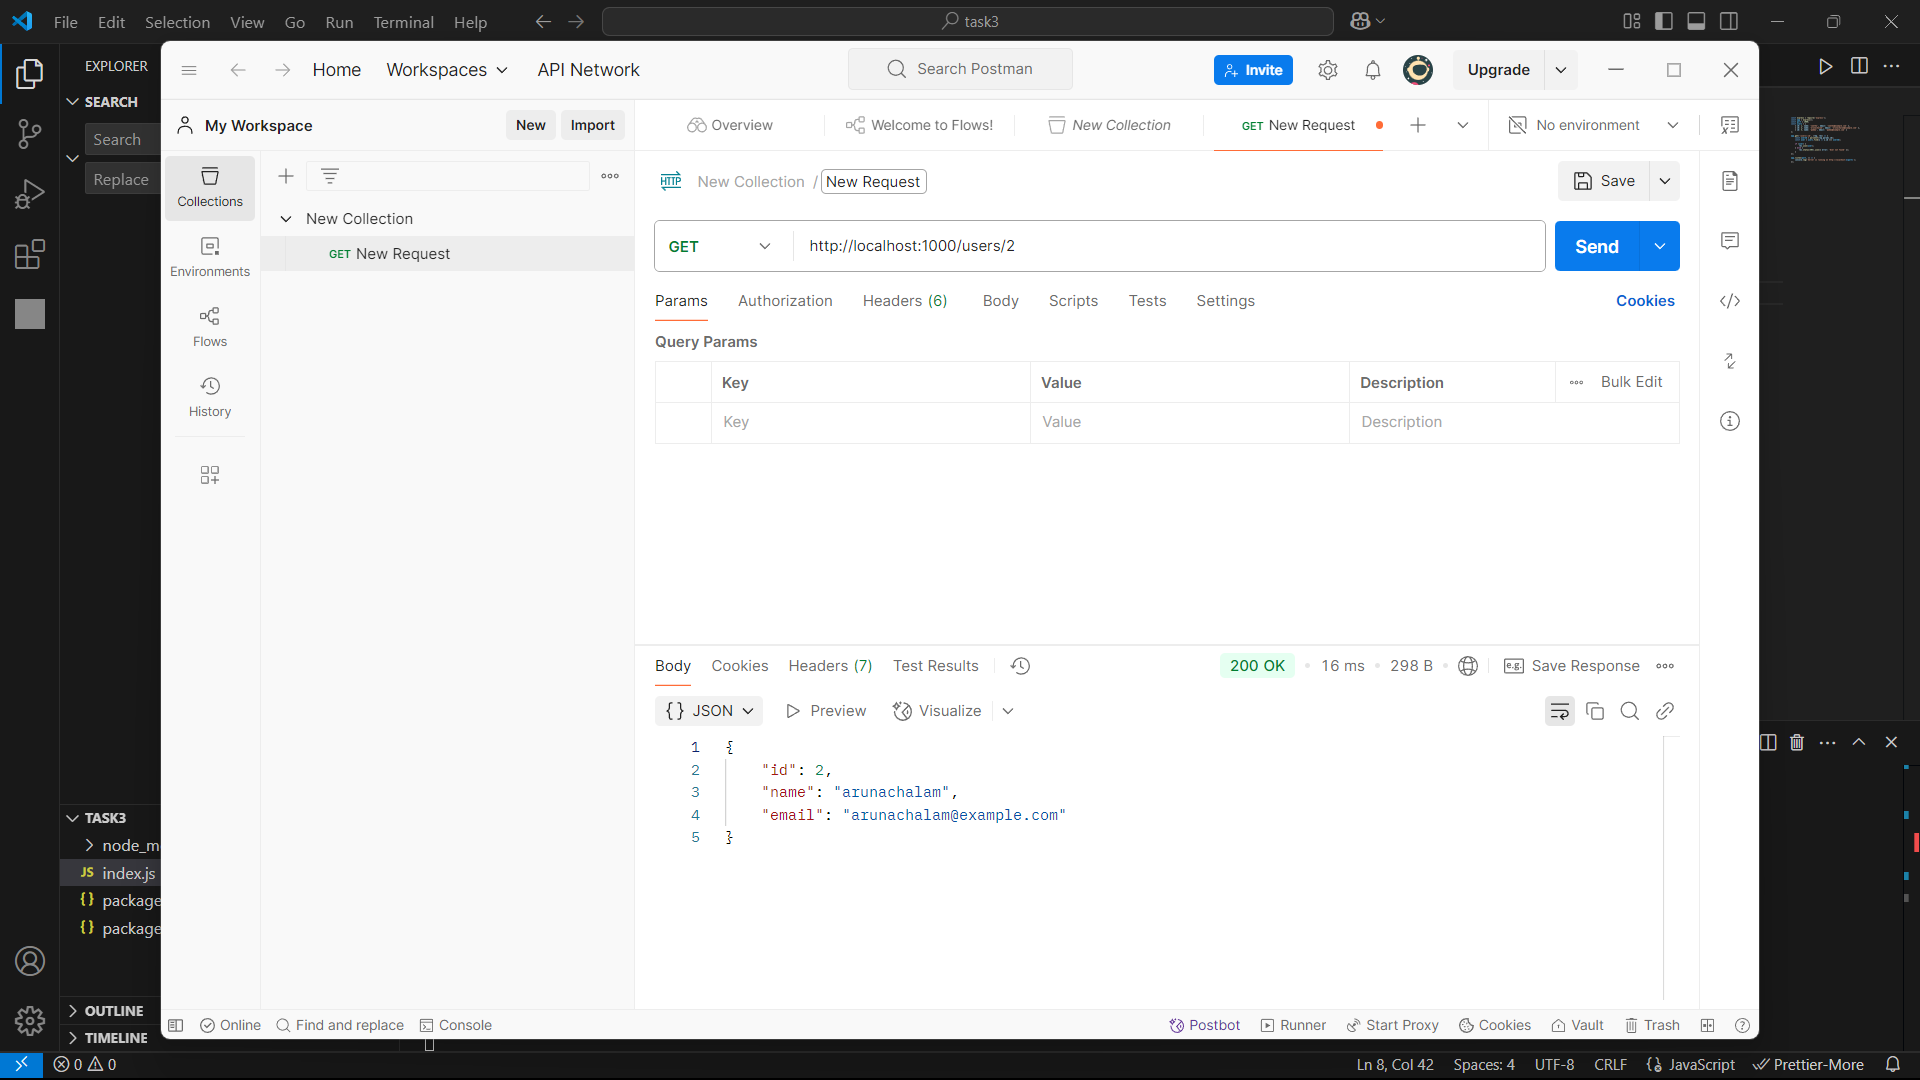 File Edit Selection View Go Run Terminal Help
task3
EXPLORER
SEARCH
Search
Replace
Home Workspaces API Network
Search Postman
Invite
Upgrade
My Workspace
New Import
Overview
Welcome to Flows!
New Collection
GET New Request
No environment
Collections
Environments
Flows
History
New Collection
GET New Request
HTTP New Collection / New Request
Save
GET http://localhost:1000/users/2
Send
Params Authorization Headers (6) Body Scripts Tests Settings Cookies
Query Params
Key Value Description Bulk Edit
Key Value Description
Body Cookies Headers (7) Test Results
200 OK 16 ms 298 B
e.g. Save Response
{} JSON Preview Visualize
1 {
2 "id": 2,
3 "name": "arunachalam",
4 "email": "arunachalam@example.com"
5 }
TASK3
node_m
JS index.js
{} package
{} package
OUTLINE
TIMELINE
Online Find and replace Console
Postbot Runner Start Proxy Cookies Vault Trash
0 0
Ln 8, Col 42 Spaces: 4 UTF-8 CRLF JavaScript Prettier-More